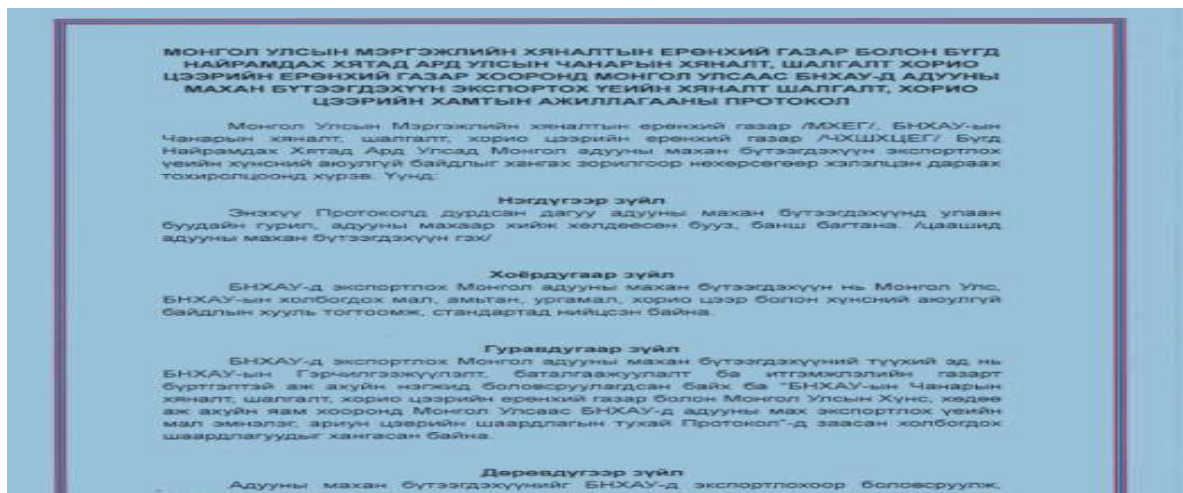 МОНГОЛ УЛСЫН МЭРГЭЖЛИЙН ХЯНАЛТЫН ЕРӨНХИЙ ГАЗАР БОЛОН БҮГД
НАЙРАМДАХ ХЯТАД АРД УЛСЫН ЧАНАРЫН ХЯНАЛТ, ШАЛГАЛТ ХОРИО
ЦЭЭРИЙН ЕРӨНХИЙ ГАЗАР ХООРОНД МОНГОЛ УЛСААС БНХАУ-Д АДУУНЫ
МАХАН БҮТЭЭГДЭХҮҮН ЭКСПОРТОХ ҮЕИЙН ХЯНАЛТ ШАЛГАЛТ, ХОРИО
ЦЭЭРИЙН ХАМТЫН АЖИЛЛАГААНЫ ПРОТОКОЛ
Монгол Улсын Мэргэжлийн хяналтын ерөнхий газар /МХЕГ/, БНХАУ-ын
Чанарын хяналт, шалгалт, хорио цээрийн ерөнхий газар /ЧХШХЦЕГ/ Бүгд
Найрамдах Хятад Ард Улсад Монгол адууны махан бүтээгдэхүүн экспортлох
үеийн хүнсний аюулгүй байдлыг хангах зорилгоор нөхөрсөгөөр хэлэлцэн дараах
тохиролцоонд хүрэв. Үүнд:
Нэгдүгээр зүйл
Энэхүү Протоколд дурдсан дагуу адууны махан бүтээгдэхүүнд улаан
буудайн гурил, адууны махаар хийж хөлдөөсөн бууз, банш багтана. /цаашид
адууны махан бүтээгдэхүүн гэх/
Хоёрдугаар зүйл
БНХАУ-д экспортлох Монгол адууны махан бүтээгдэхүүн нь Монгол Улс,
БНХАУ-ын холбогдох мал, амьтан, ургамал, хорио цээр болон хүнсний аюулгүй
байдлын хууль тогтоомж, стандартад нийцсэн байна.
Гуравдугаар зүйл
БНХАУ-д экспортлох Монгол адууны махан бүтээгдэхүүний түүхий эд нь
БНХАУ-ын Гэрчилгээжүүлэлт, баталгаажуулалт ба итгэмжлэлийн газарт
бүртгэлтэй аж ахуйн нэгжид боловсруулагдсан байх ба "БНХАУ-ын Чанарын
хяналт, шалгалт, хорио цээрийн ерөнхий газар болон Монгол Улсын Хүнс, хөдөө
аж ахуйн яам хооронд Монгол Улсаас БНХАУ-д адууны мах экспортлох үеийн
мал эмнэлэг, ариун цэврийн шаардлагын тухай Протокол"-д заасан холбогдох
шаардлагуудыг хангасан байна.
Дөрөвдүгээр зүйл
Адууны махан бүтээгдэхүүнийг БНХАУ-д экспортлохоор боловсруулж,